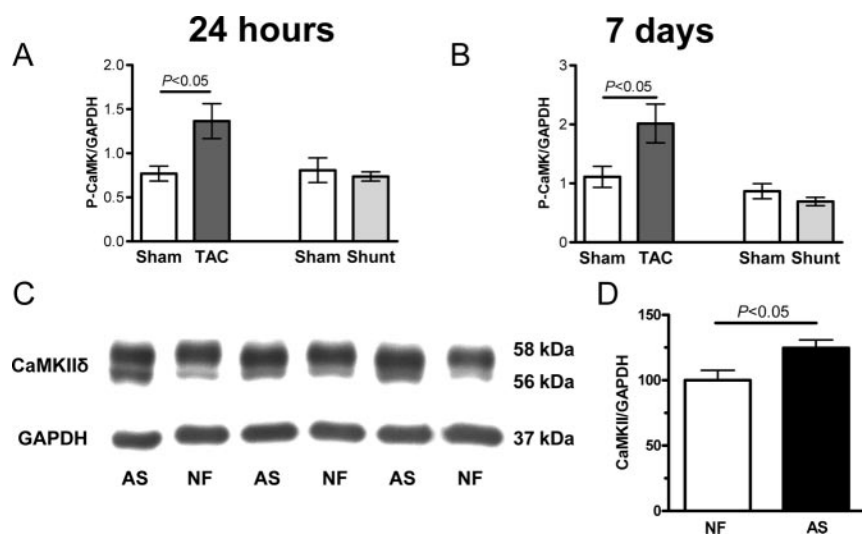 24 hours
7 days
A
B
P-CaMK/GAPDH
2.0
1.5
1.0
0.5
0.0
P<0.05
Sham TAC Sham Shunt
P-CaMK/GAPDH
3
2
1
0
P<0.05
Sham TAC Sham Shunt
C
CaMKIIδ
58 kDa
56 kDa
GAPDH
37 kDa
AS NF AS NF AS NF
D
CaMKII/GAPDH
150
125
100
75
50
25
0
P<0.05
NF AS